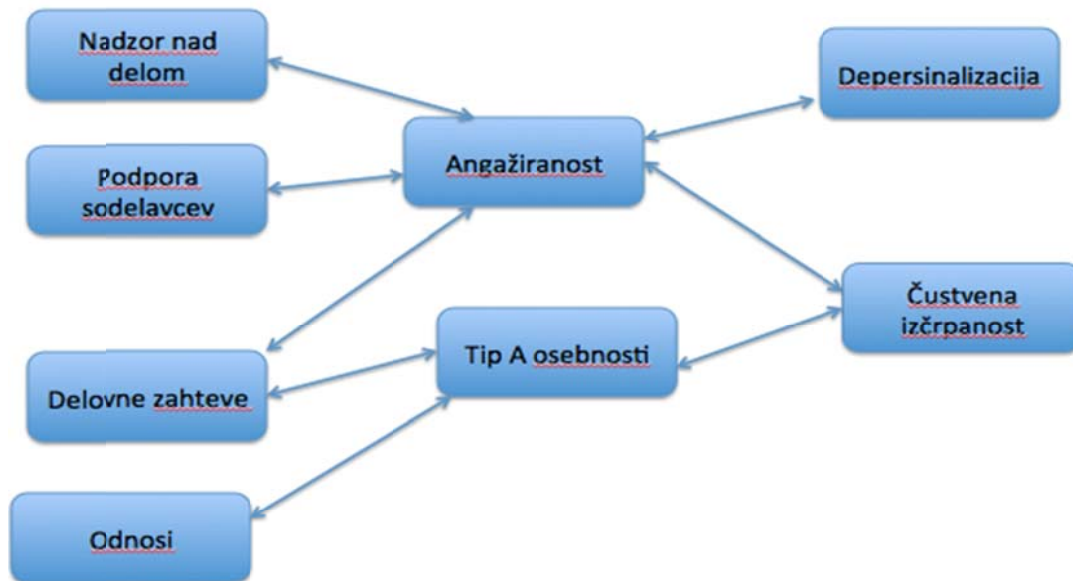 Nadzor nad
delom
Depersinalizacija
Podpora
sodelavcev
Angažiranost
Čustvena
izčrpanost
Tip A osebnosti
Delovne zahteve
Odnosi